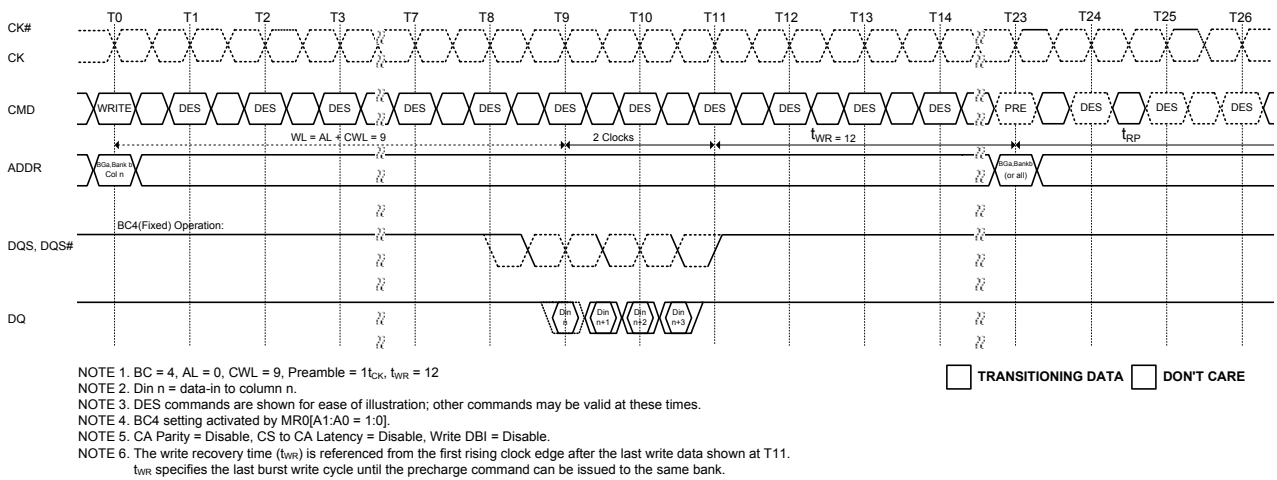 T0 T1 T2 T3 T7 T8 T9 T10 T11 T12 T13 T14 T23 T24 T25 T26
CK#
CK
CMD WRITE DES DES DES DES DES DES DES DES DES DES DES PRE DES DES DES
WL = AL + CWL = 9 2 Clocks tWR = 12 tRP
ADDR
BGa,Bank b
Col n
BGa,Bankb
(or all)
BC4(Fixed) Operation:
DQS, DQS#
DQ
Din
n
Din
n+1
Din
n+2
Din
n+3
NOTE 1. BC = 4, AL = 0, CWL = 9, Preamble = 1tCK, tWR = 12
NOTE 2. Din n = data-in to column n.
NOTE 3. DES commands are shown for ease of illustration; other commands may be valid at these times.
NOTE 4. BC4 setting activated by MR0[A1:A0 = 1:0].
NOTE 5. CA Parity = Disable, CS to CA Latency = Disable, Write DBI = Disable.
NOTE 6. The write recovery time (tWR) is referenced from the first rising clock edge after the last write data shown at T11.
tWR specifies the last burst write cycle until the precharge command can be issued to the same bank.
TRANSITIONING DATA DON'T CARE